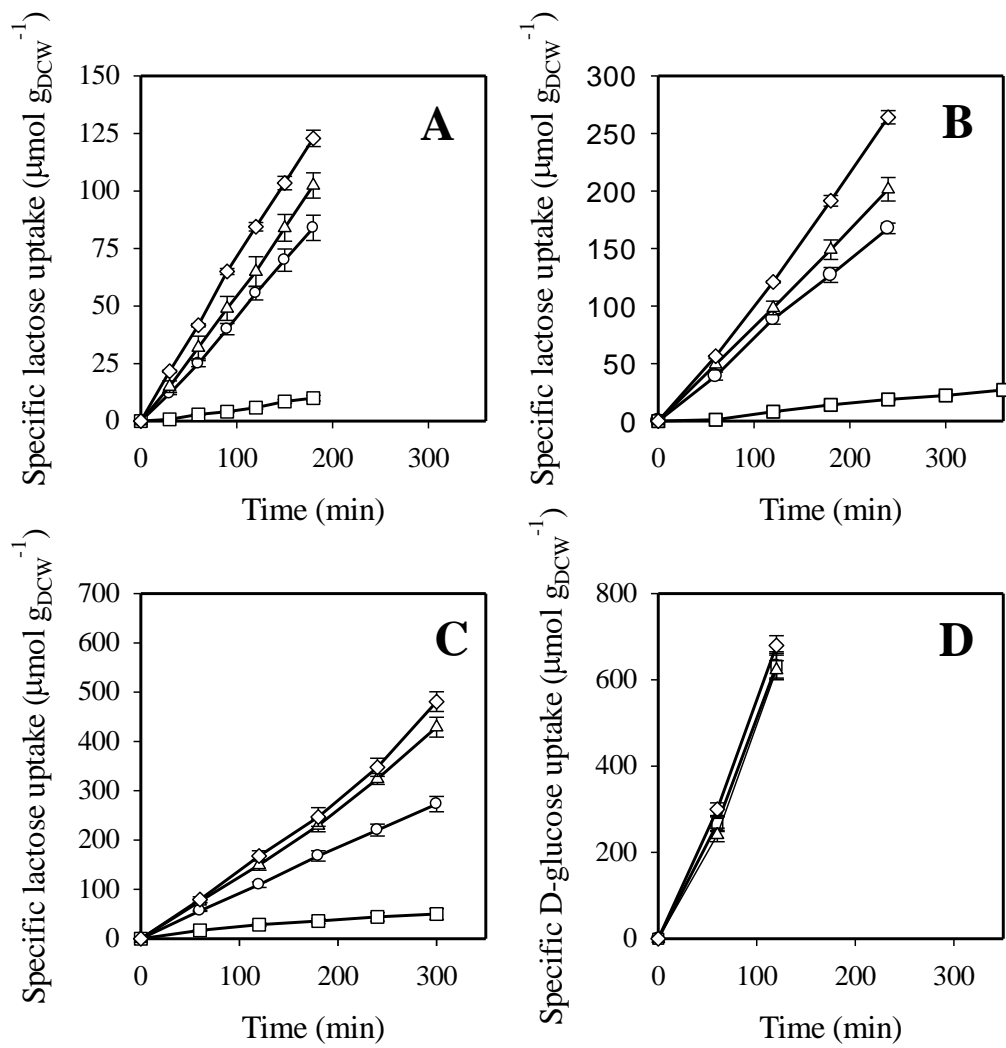 Specific lactose uptake (μmol gDCW-1)
150
125
100
75
50
25
0
A
0 100 200 300
Time (min)
Specific lactose uptake (μmol gDCW-1)
300
250
200
150
100
50
0
B
0 100 200 300
Time (min)
Specific lactose uptake (μmol gDCW-1)
700
600
500
400
300
200
100
0
C
0 100 200 300
Time (min)
Specific D-glucose uptake (μmol gDCW-1)
800
600
400
200
0
D
0 100 200 300
Time (min)